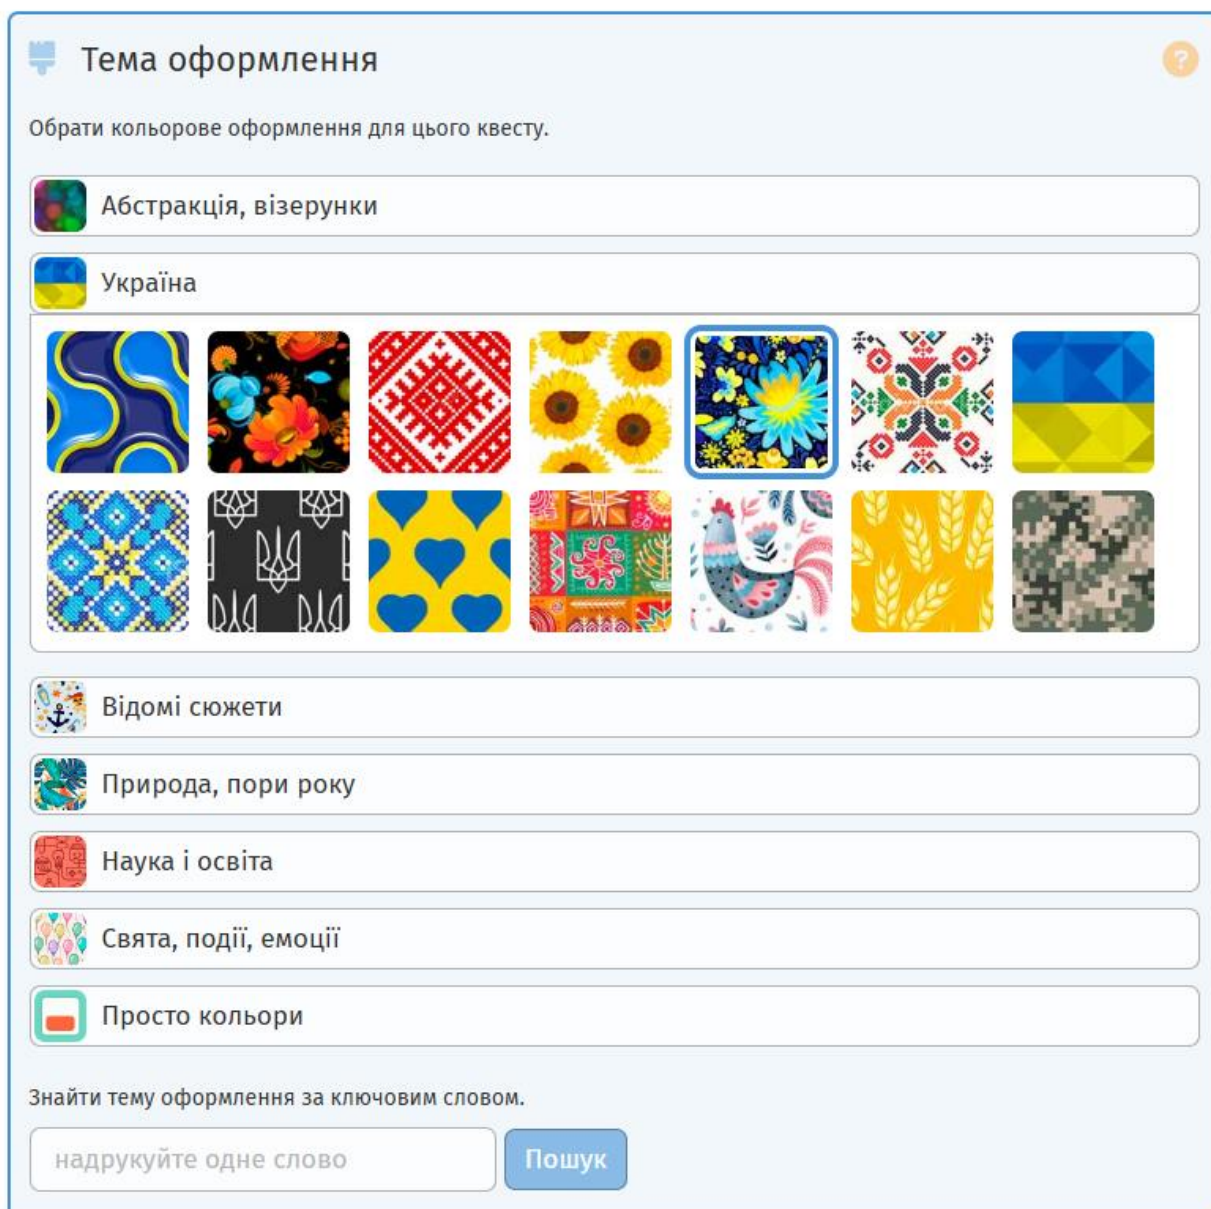 Тема оформлення
?
Обрати кольорове оформлення для цього квесту.
Абстракція, візерунки
Україна
Відомі сюжети
Природа, пори року
Наука і освіта
Свята, події, емоції
Просто кольори
Знайти тему оформлення за ключовим словом.
надрукуйте одне слово
Пошук